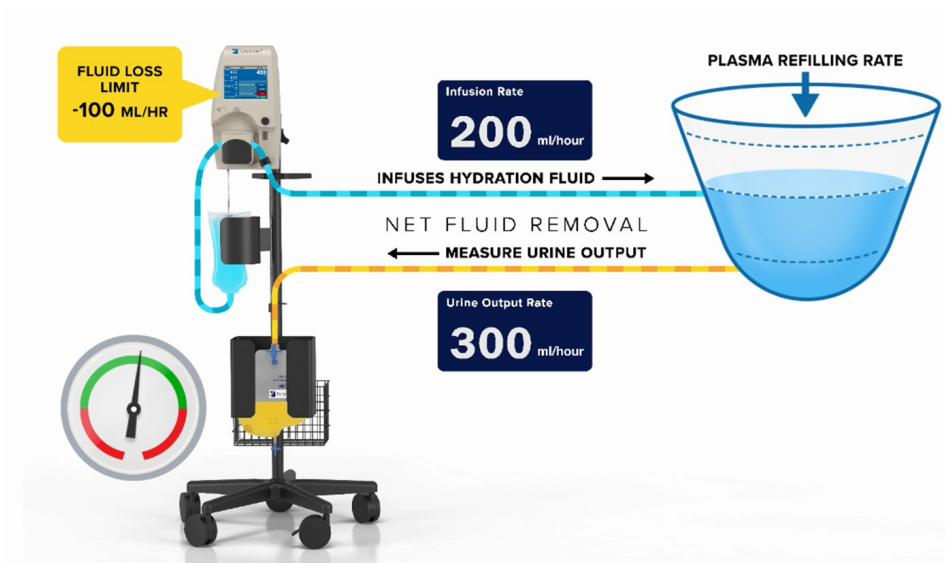 FLUID LOSS
LIMIT
-100 ML/HR
Infusion Rate
200 ml/hour
PLASMA REFILLING RATE
INFUSES HYDRATION FLUID
NET FLUID REMOVAL
MEASURE URINE OUTPUT
Urine Output Rate
300 ml/hour